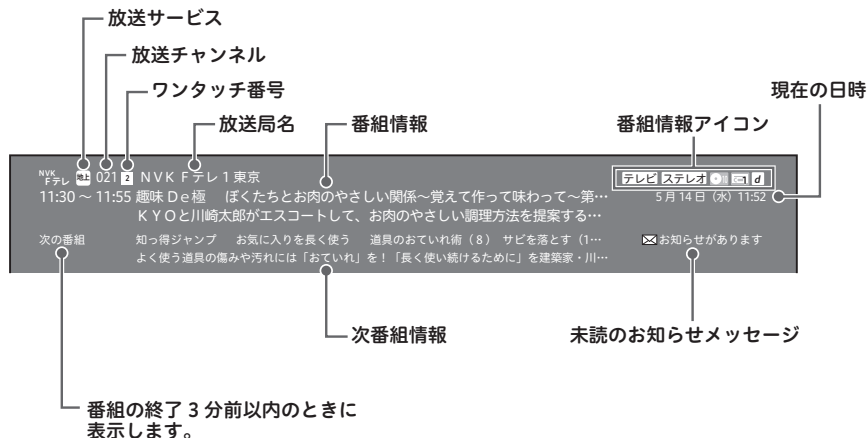 放送サービス
放送チャンネル
ワンタッチ番号
現在の日時
放送局名
番組情報
番組情報アイコン
NVK
Fテレ 地上 021 2 ＮＶＫ Ｆテレ１東京
テレビ ステレオ d
11:30 ～ 11:55 趣味Ｄｅ極 ぼくたちとお肉のやさしい関係～覚えて作って味わって～第…
5 月 14 日（水）11:52
ＫＹＯと川崎太郎がエスコートして、お肉のやさしい調理方法を提案する…
次の番組 知っ得ジャンプ お気に入りを長く使う 道具のおていれ術（８） サビを落とす（1…
お知らせがあります
よく使う道具の傷みや汚れには「おていれ」を！「長く使い続けるために」を建築家・川…
次番組情報
未読のお知らせメッセージ
番組の終了 3 分前以内のときに
表示します。